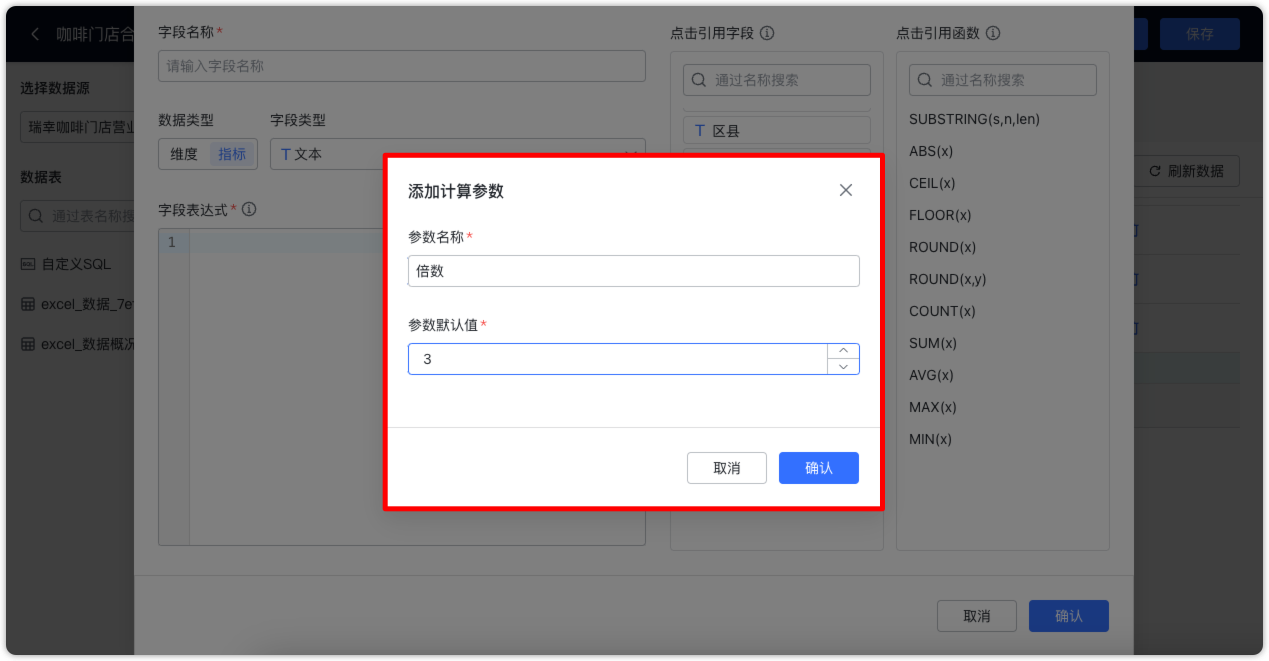 咖啡门店合
保存
选择数据源
瑞幸咖啡门店营业
数据表
通过表名称搜
自定义SQL
excel_数据_7e
excel_数据概况
刷新数据
字段名称*
请输入字段名称
数据类型
字段类型
维度
指标
T 文本
字段表达式*
1
点击引用字段
通过名称搜索
T 区县
点击引用函数
通过名称搜索
SUBSTRING(s,n,len)
ABS(x)
CEIL(x)
FLOOR(x)
ROUND(x)
ROUND(x,y)
COUNT(x)
SUM(x)
AVG(x)
MAX(x)
MIN(x)
添加计算参数
参数名称*
倍数
参数默认值*
3
取消
确认
取消
确认